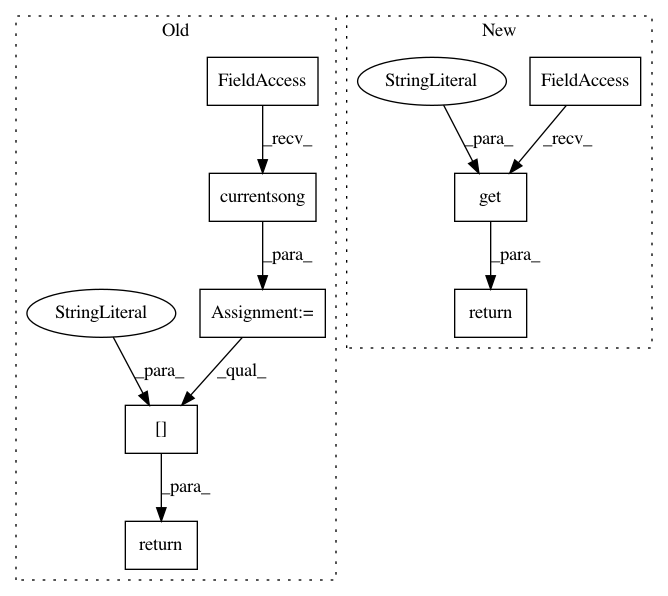 Old
New
FieldAccess
StringLiteral
FieldAccess
_recv_
_para_
_recv_
currentsong
get
_para_
_para_
StringLiteral
Assignment:=
return
_para_
_qual_
[]
_para_
return